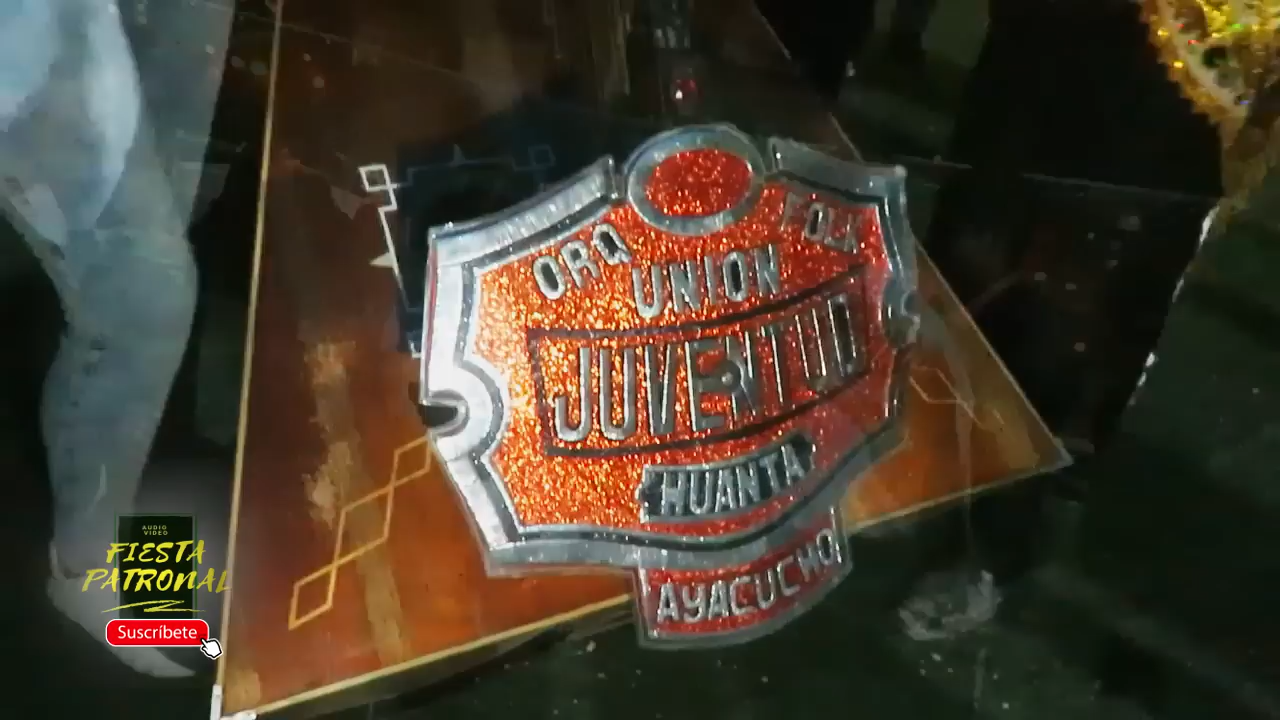 ORQ FOLK
UNION
JUVENTUD
HUANTA
AYACUCHO
AUDIO
VIDEO
FIESTA
PATRONAL
Suscríbete